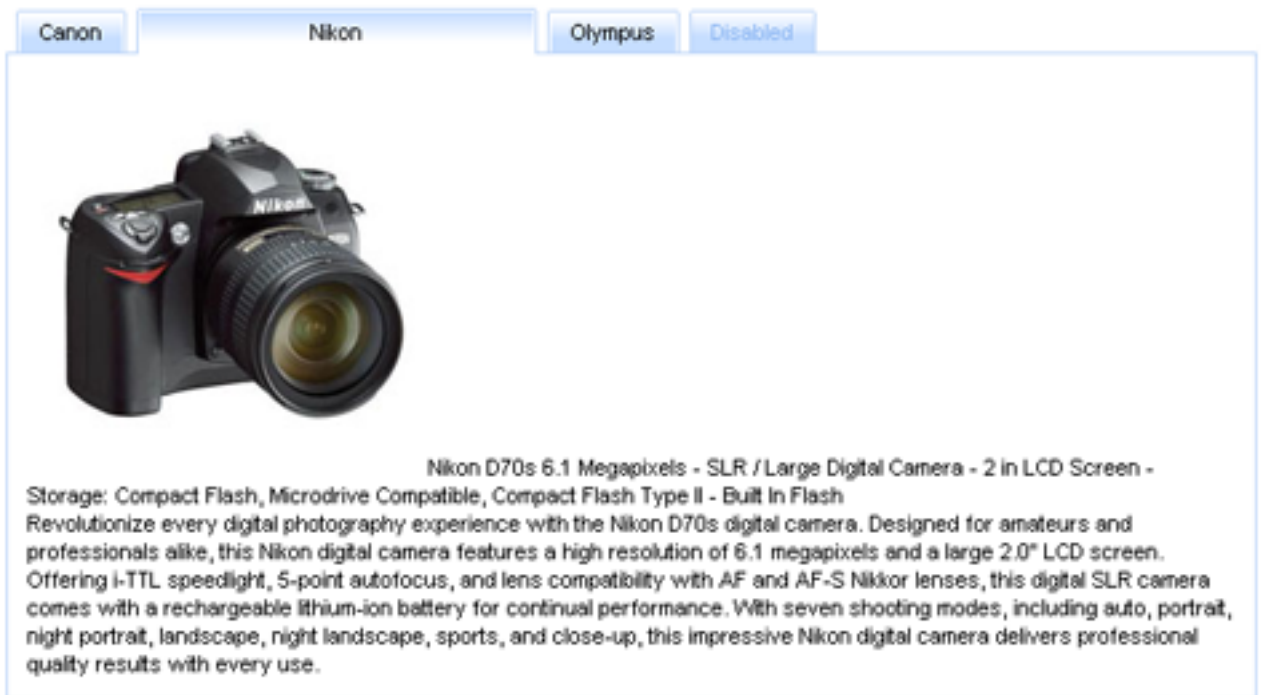 Canon
Nikon
Olympus
Disabled
Nikon
Nikon D70s 6.1 Megapixels - SLR / Large Digital Camera - 2 in LCD Screen -
Storage: Compact Flash, Microdrive Compatible, Compact Flash Type II - Built In Flash
Revolutionize every digital photography experience with the Nikon D70s digital camera. Designed for amateurs and
professionals alike, this Nikon digital camera features a high resolution of 6.1 megapixels and a large 2.0" LCD screen.
Offering i-TTL speedlight, 5-point autofocus, and lens compatibility with AF and AF-S Nikkor lenses, this digital SLR camera
comes with a rechargeable lithium-ion battery for continual performance. With seven shooting modes, including auto, portrait,
night portrait, landscape, night landscape, sports, and close-up, this impressive Nikon digital camera delivers professional
quality results with every use.